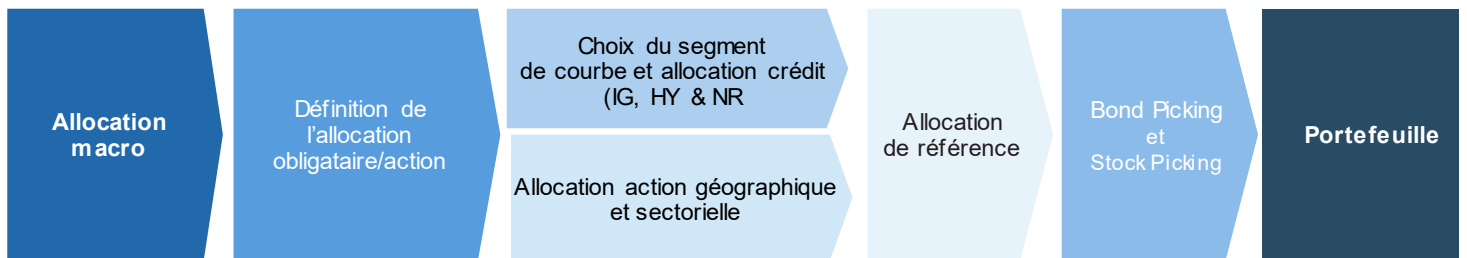 Allocation
macro
Définition de
l'allocation
obligataire/action
Choix du segment
de courbe et allocation crédit
(IG, HY & NR
Allocation action géographique
et sectorielle
Allocation
de référence
Bond Picking
et
Stock Picking
Portefeuille